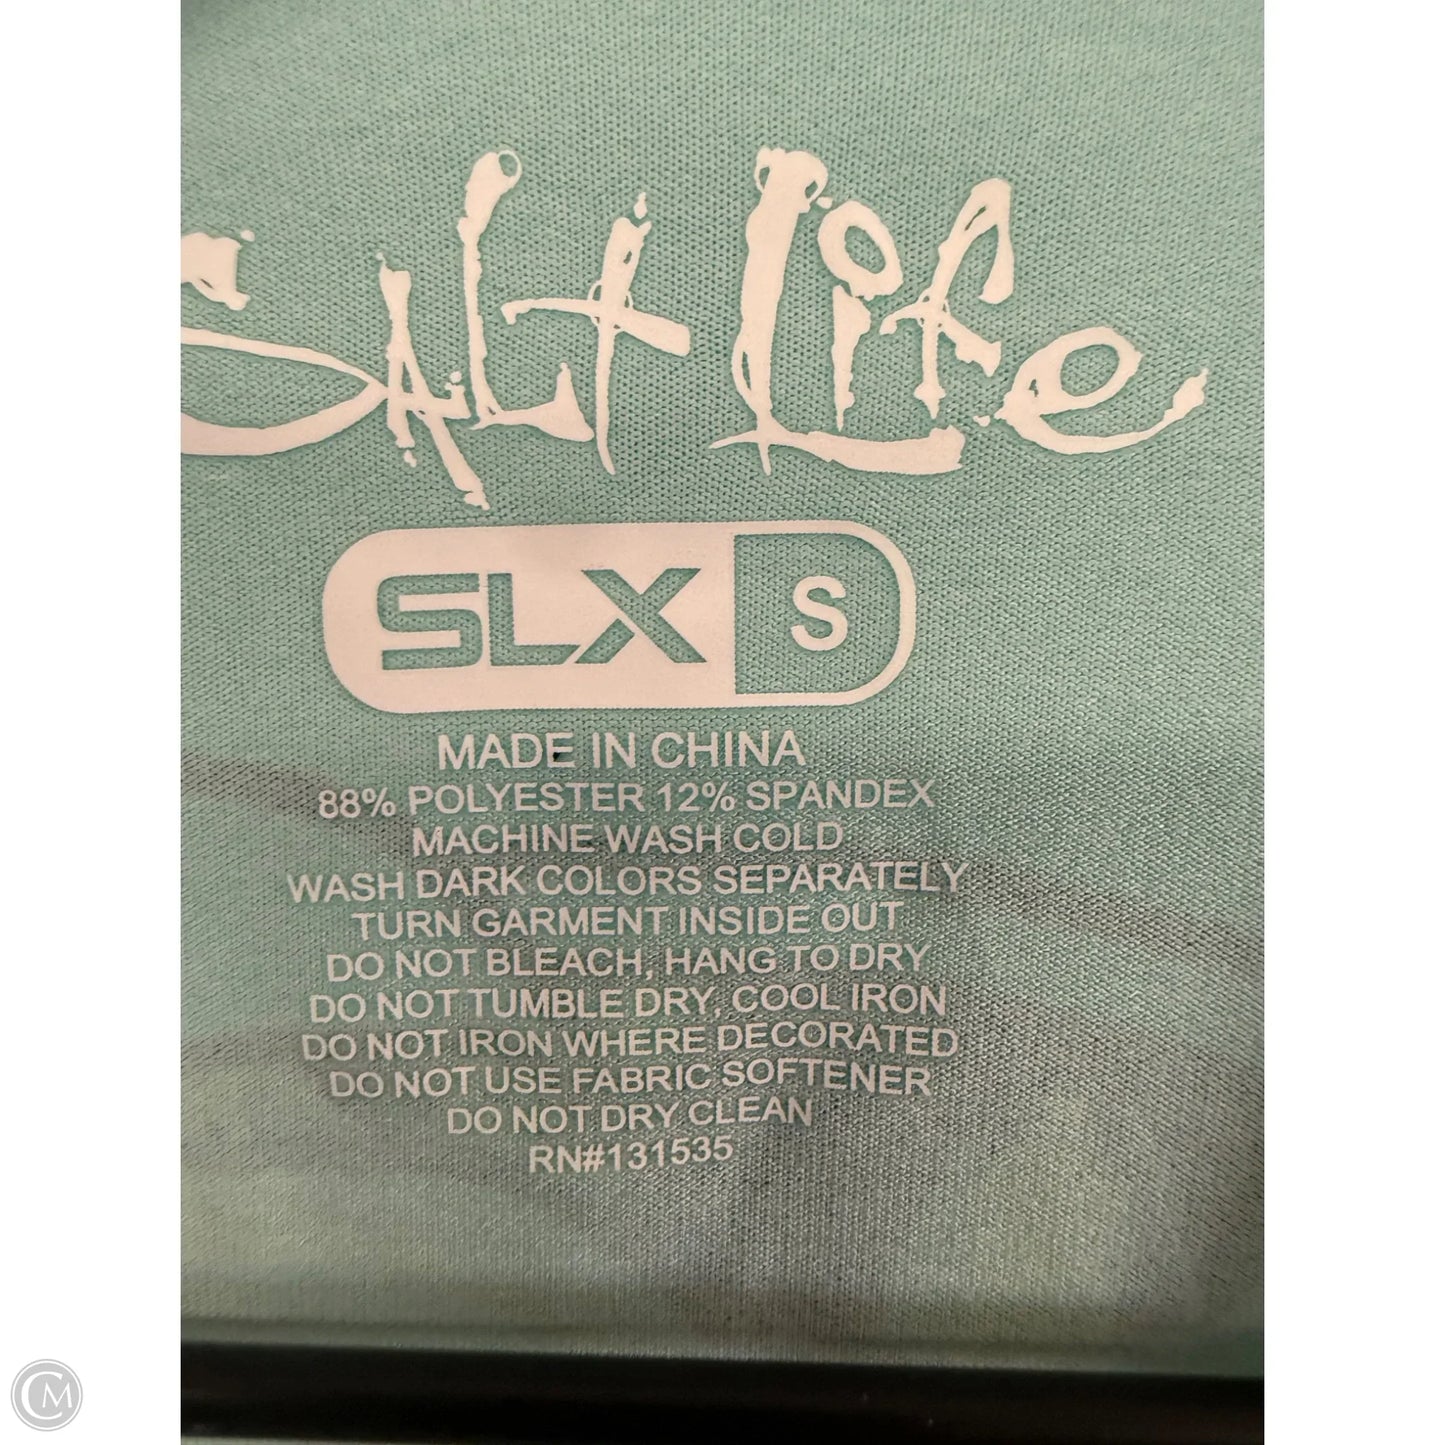 Salt Life
SLX S
MADE IN CHINA
88% POLYESTER 12% SPANDEX
MACHINE WASH COLD
WASH DARK COLORS SEPARATELY
TURN GARMENT INSIDE OUT
DO NOT BLEACH, HANG TO DRY
DO NOT TUMBLE DRY, COOL IRON
DO NOT IRON WHERE DECORATED
DO NOT USE FABRIC SOFTENER
DO NOT DRY CLEAN
RN#131535
CM